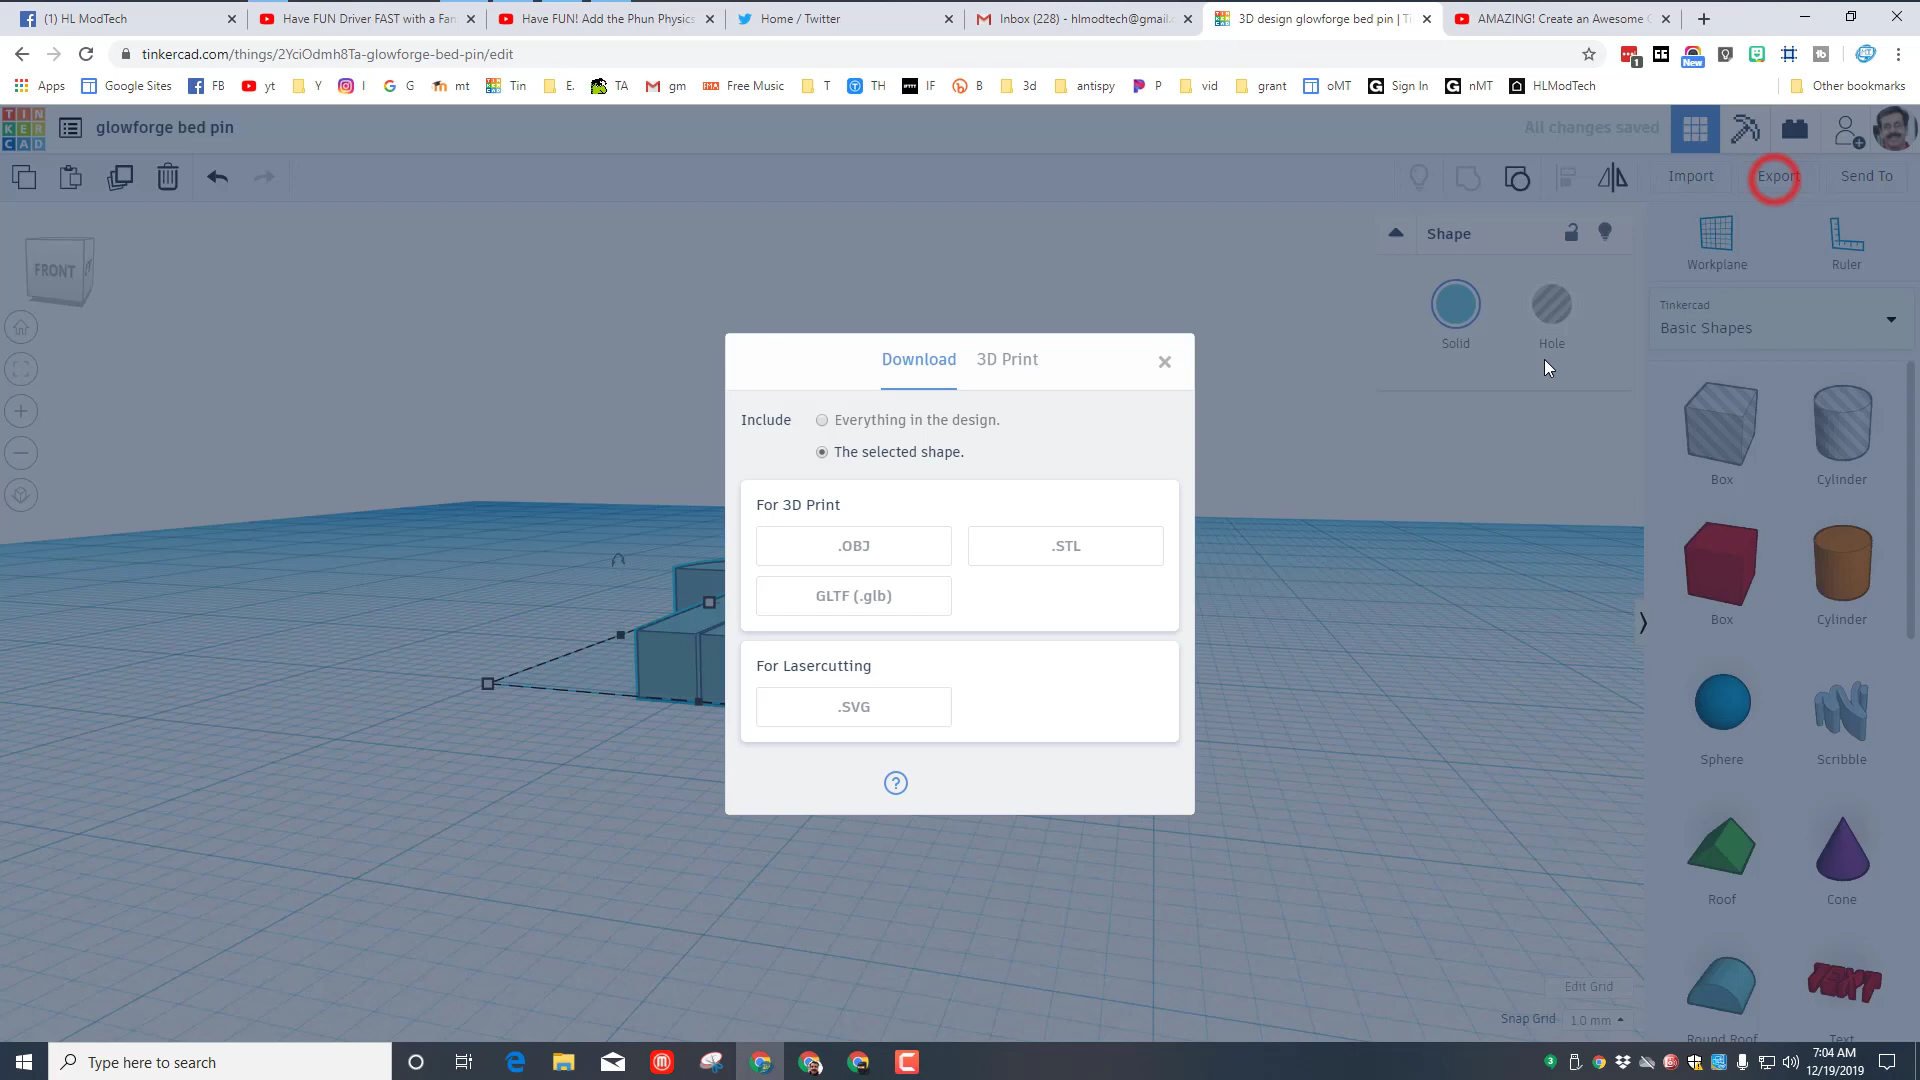 (1) HL ModTech
Have FUN Driver FAST with a Fan
Have FUN! Add the Phun Physics
Home / Twitter
Inbox (228) - hlmodtech@gmail.c
3D design glowforge bed pin | Ti
AMAZING! Create an Awesome C
tinkercad.com/things/2YciOdmh8Ta-glowforge-bed-pin/edit
1
New
Apps
Google Sites
FB
yt
Y
I
G
mt
Tin
E.
TA
gm
Free Music
T
TH
IF
B
3d
antispy
P
vid
grant
oMT
Sign In
nMT
HLModTech
Other bookmarks
TIN
KER
CAD
glowforge bed pin
All changes saved
Import
Export
Send To
FRONT
Shape
Solid
Hole
Workplane
Ruler
Tinkercad
Basic Shapes
Box
Cylinder
Box
Cylinder
Sphere
Scribble
Roof
Cone
TEXT
Round Roof
Text
Download
3D Print
Include
Everything in the design.
The selected shape.
For 3D Print
.OBJ
.STL
GLTF (.glb)
For Lasercutting
.SVG
?
Edit Grid
Snap Grid
1.0 mm
Type here to search
7:04 AM
12/19/2019